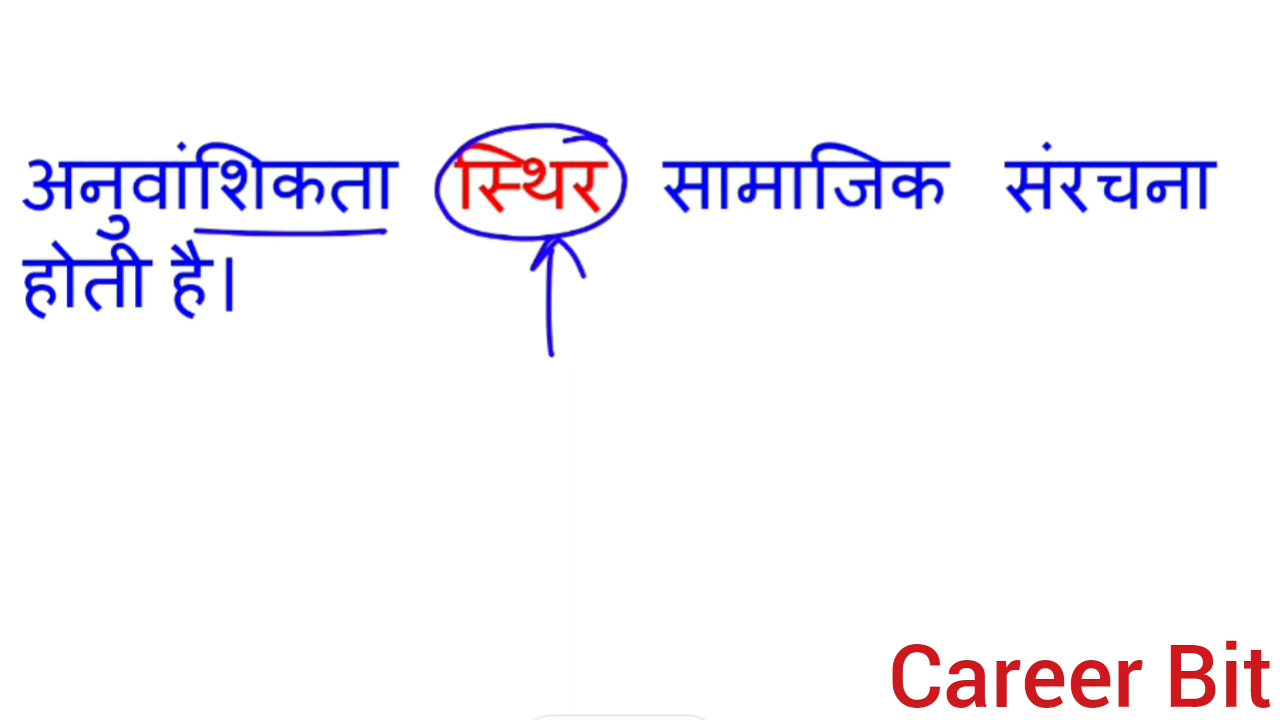 अनुवांशिकता स्थिर सामाजिक संरचना
होती है।
Career Bit